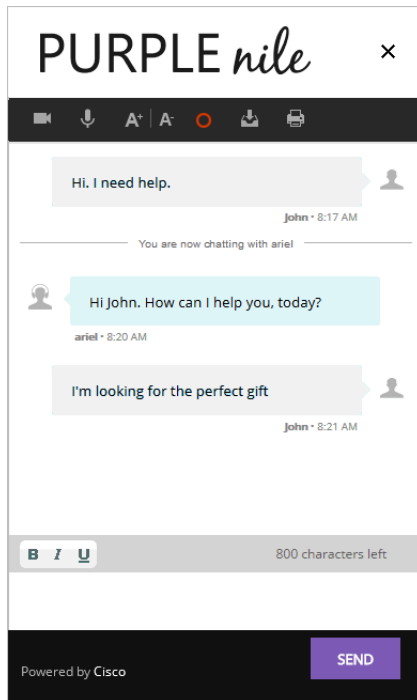 PURPLE nile
A+ A-
Hi. I need help.
John • 8:17 AM
You are now chatting with ariel
Hi John. How can I help you, today?
ariel • 8:20 AM
I'm looking for the perfect gift
John • 8:21 AM
B I U 800 characters left
SEND
Powered by Cisco